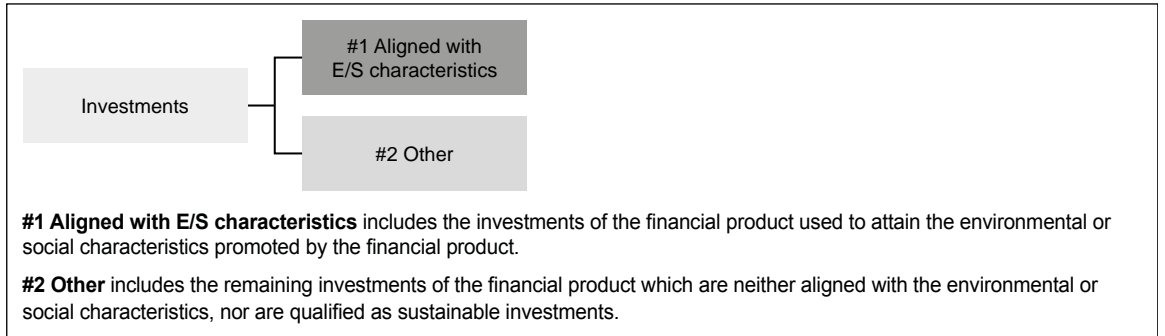 #1 Aligned with
E/S characteristics
Investments
#2 Other
#1 Aligned with E/S characteristics includes the investments of the financial product used to attain the environmental or
social characteristics promoted by the financial product.
#2 Other includes the remaining investments of the financial product which are neither aligned with the environmental or
social characteristics, nor are qualified as sustainable investments.